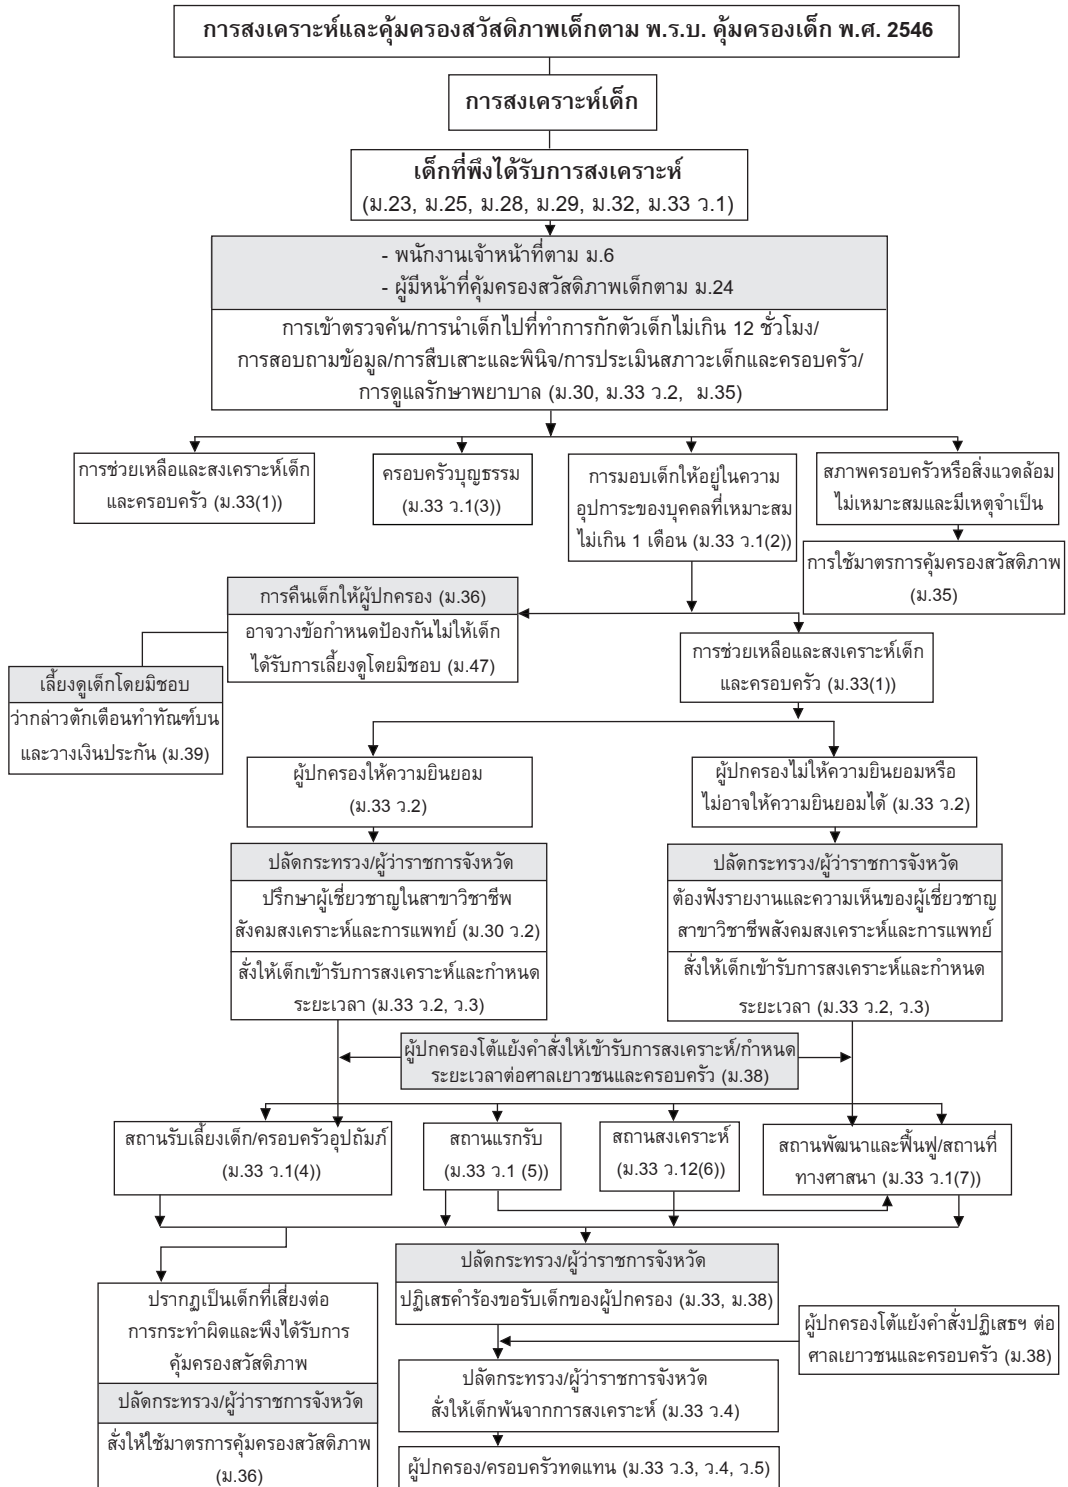 การสงเคราะห์และคุ้มครองสวัสดิภาพเด็กตาม พ.ร.บ. คุ้มครองเด็ก พ.ศ. 2546
การสงเคราะห์เด็ก
เด็กที่พึงได้รับการสงเคราะห์
(ม.23, ม.25, ม.28, ม.29, ม.32, ม.33 ว.1)
- พนักงานเจ้าหน้าที่ตาม ม.6
- ผู้มีหน้าที่คุ้มครองสวัสดิภาพเด็กตาม ม.24
การเข้าตรวจค้น/การนำเด็กไปที่ทำการกักตัวเด็กไม่เกิน 12 ชั่วโมง/
การสอบถามข้อมูล/การสืบเสาะและพินิจ/การประเมินสภาวะเด็กและครอบครัว/
การดูแลรักษาพยาบาล (ม.30, ม.33 ว.2, ม.35)
การช่วยเหลือและสงเคราะห์เด็ก
และครอบครัว (ม.33(1))
ครอบครัวบุญธรรม
(ม.33 ว.1(3))
การมอบเด็กให้อยู่ในความ
อุปการะของบุคคลที่เหมาะสม
ไม่เกิน 1 เดือน (ม.33 ว.1(2))
สภาพครอบครัวหรือสิ่งแวดล้อม
ไม่เหมาะสมและมีเหตุจำเป็น
การใช้มาตรการคุ้มครองสวัสดิภาพ
(ม.35)
การคืนเด็กให้ผู้ปกครอง (ม.36)
อาจวางข้อกำหนดป้องกันไม่ให้เด็ก
ได้รับการเลี้ยงดูโดยมิชอบ (ม.47)
การช่วยเหลือและสงเคราะห์เด็ก
และครอบครัว (ม.33(1))
เลี้ยงดูเด็กโดยมิชอบ
ว่ากล่าวตักเตือนทำทัณฑ์บน
และวางเงินประกัน (ม.39)
ผู้ปกครองให้ความยินยอม
(ม.33 ว.2)
ผู้ปกครองไม่ให้ความยินยอมหรือ
ไม่อาจให้ความยินยอมได้ (ม.33 ว.2)
ปลัดกระทรวง/ผู้ว่าราชการจังหวัด
ปรึกษาผู้เชี่ยวชาญในสาขาวิชาชีพ
สังคมสงเคราะห์และการแพทย์ (ม.30 ว.2)
สั่งให้เด็กเข้ารับการสงเคราะห์และกำหนด
ระยะเวลา (ม.33 ว.2, ว.3)
ปลัดกระทรวง/ผู้ว่าราชการจังหวัด
ต้องฟังรายงานและความเห็นของผู้เชี่ยวชาญ
สาขาวิชาชีพสังคมสงเคราะห์และการแพทย์
สั่งให้เด็กเข้ารับการสงเคราะห์และกำหนด
ระยะเวลา (ม.33 ว.2, ว.3)
ผู้ปกครองโต้แย้งคำสั่งให้เข้ารับการสงเคราะห์/กำหนด
ระยะเวลาต่อศาลเยาวชนและครอบครัว (ม.38)
สถานรับเลี้ยงเด็ก/ครอบครัวอุปถัมภ์
(ม.33 ว.1(4))
สถานแรกรับ
(ม.33 ว.1 (5))
สถานสงเคราะห์
(ม.33 ว.12(6))
สถานพัฒนาและฟื้นฟู/สถานที่
ทางศาสนา (ม.33 ว.1(7))
ปรากฏเป็นเด็กที่เสี่ยงต่อ
การกระทำผิดและพึงได้รับการ
คุ้มครองสวัสดิภาพ
ปลัดกระทรวง/ผู้ว่าราชการจังหวัด
สั่งให้ใช้มาตรการคุ้มครองสวัสดิภาพ
(ม.36)
ปลัดกระทรวง/ผู้ว่าราชการจังหวัด
ปฏิเสธคำร้องขอรับเด็กของผู้ปกครอง (ม.33, ม.38)
ผู้ปกครองโต้แย้งคำสั่งปฏิเสธฯ ต่อ
ศาลเยาวชนและครอบครัว (ม.38)
ปลัดกระทรวง/ผู้ว่าราชการจังหวัด
สั่งให้เด็กพ้นจากการสงเคราะห์ (ม.33 ว.4)
ผู้ปกครอง/ครอบครัวทดแทน (ม.33 ว.3, ว.4, ว.5)